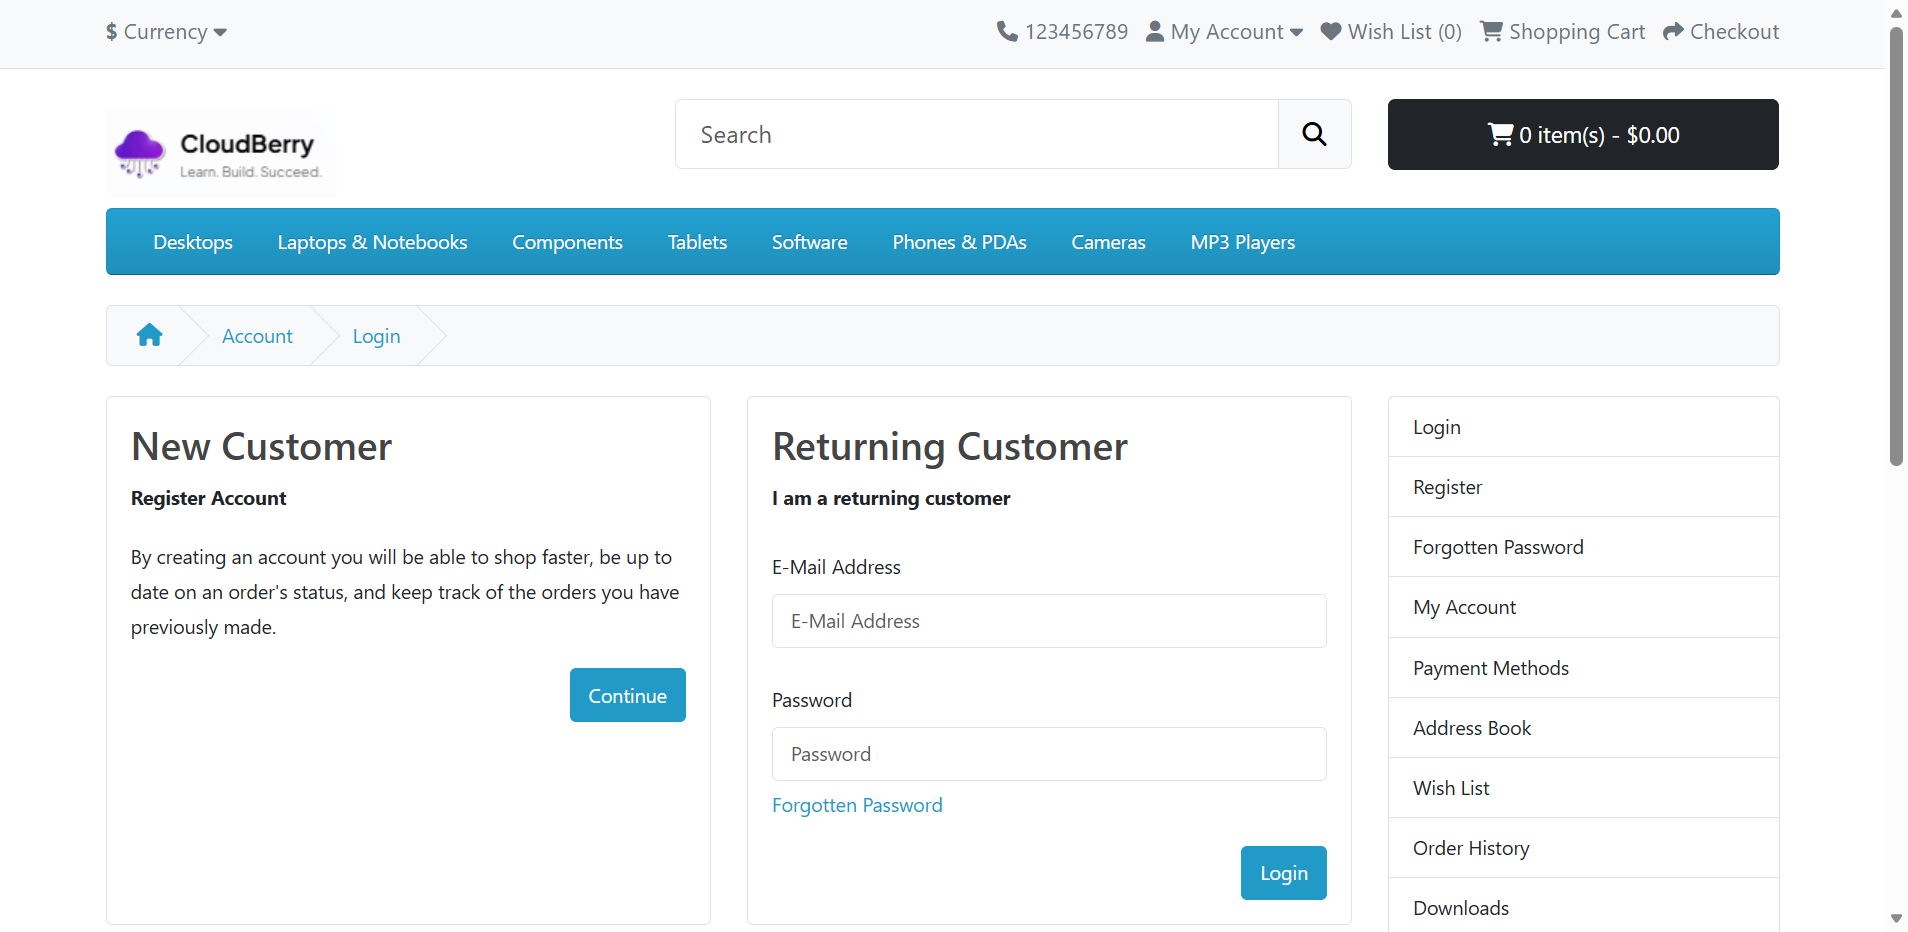 $ Currency
123456789 My Account Wish List (0) Shopping Cart Checkout
CloudBerry
Learn. Build. Succeed.
Search
0 item(s) - $0.00
Desktops Laptops & Notebooks Components Tablets Software Phones & PDAs Cameras MP3 Players
Account Login
New Customer
Register Account
By creating an account you will be able to shop faster, be up to
date on an order's status, and keep track of the orders you have
previously made.
Continue
Returning Customer
I am a returning customer
E-Mail Address
E-Mail Address
Password
Password
Forgotten Password
Login
Login
Register
Forgotten Password
My Account
Payment Methods
Address Book
Wish List
Order History
Downloads